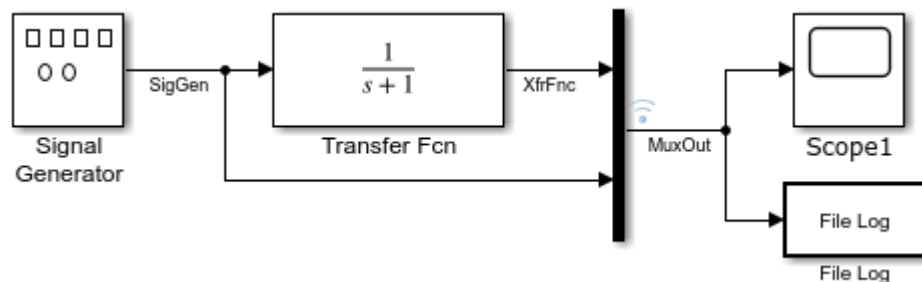 SigGen
Signal
Generator
1
s + 1
Transfer Fcn
XfrFnc
MuxOut
Scope1
File Log
File Log